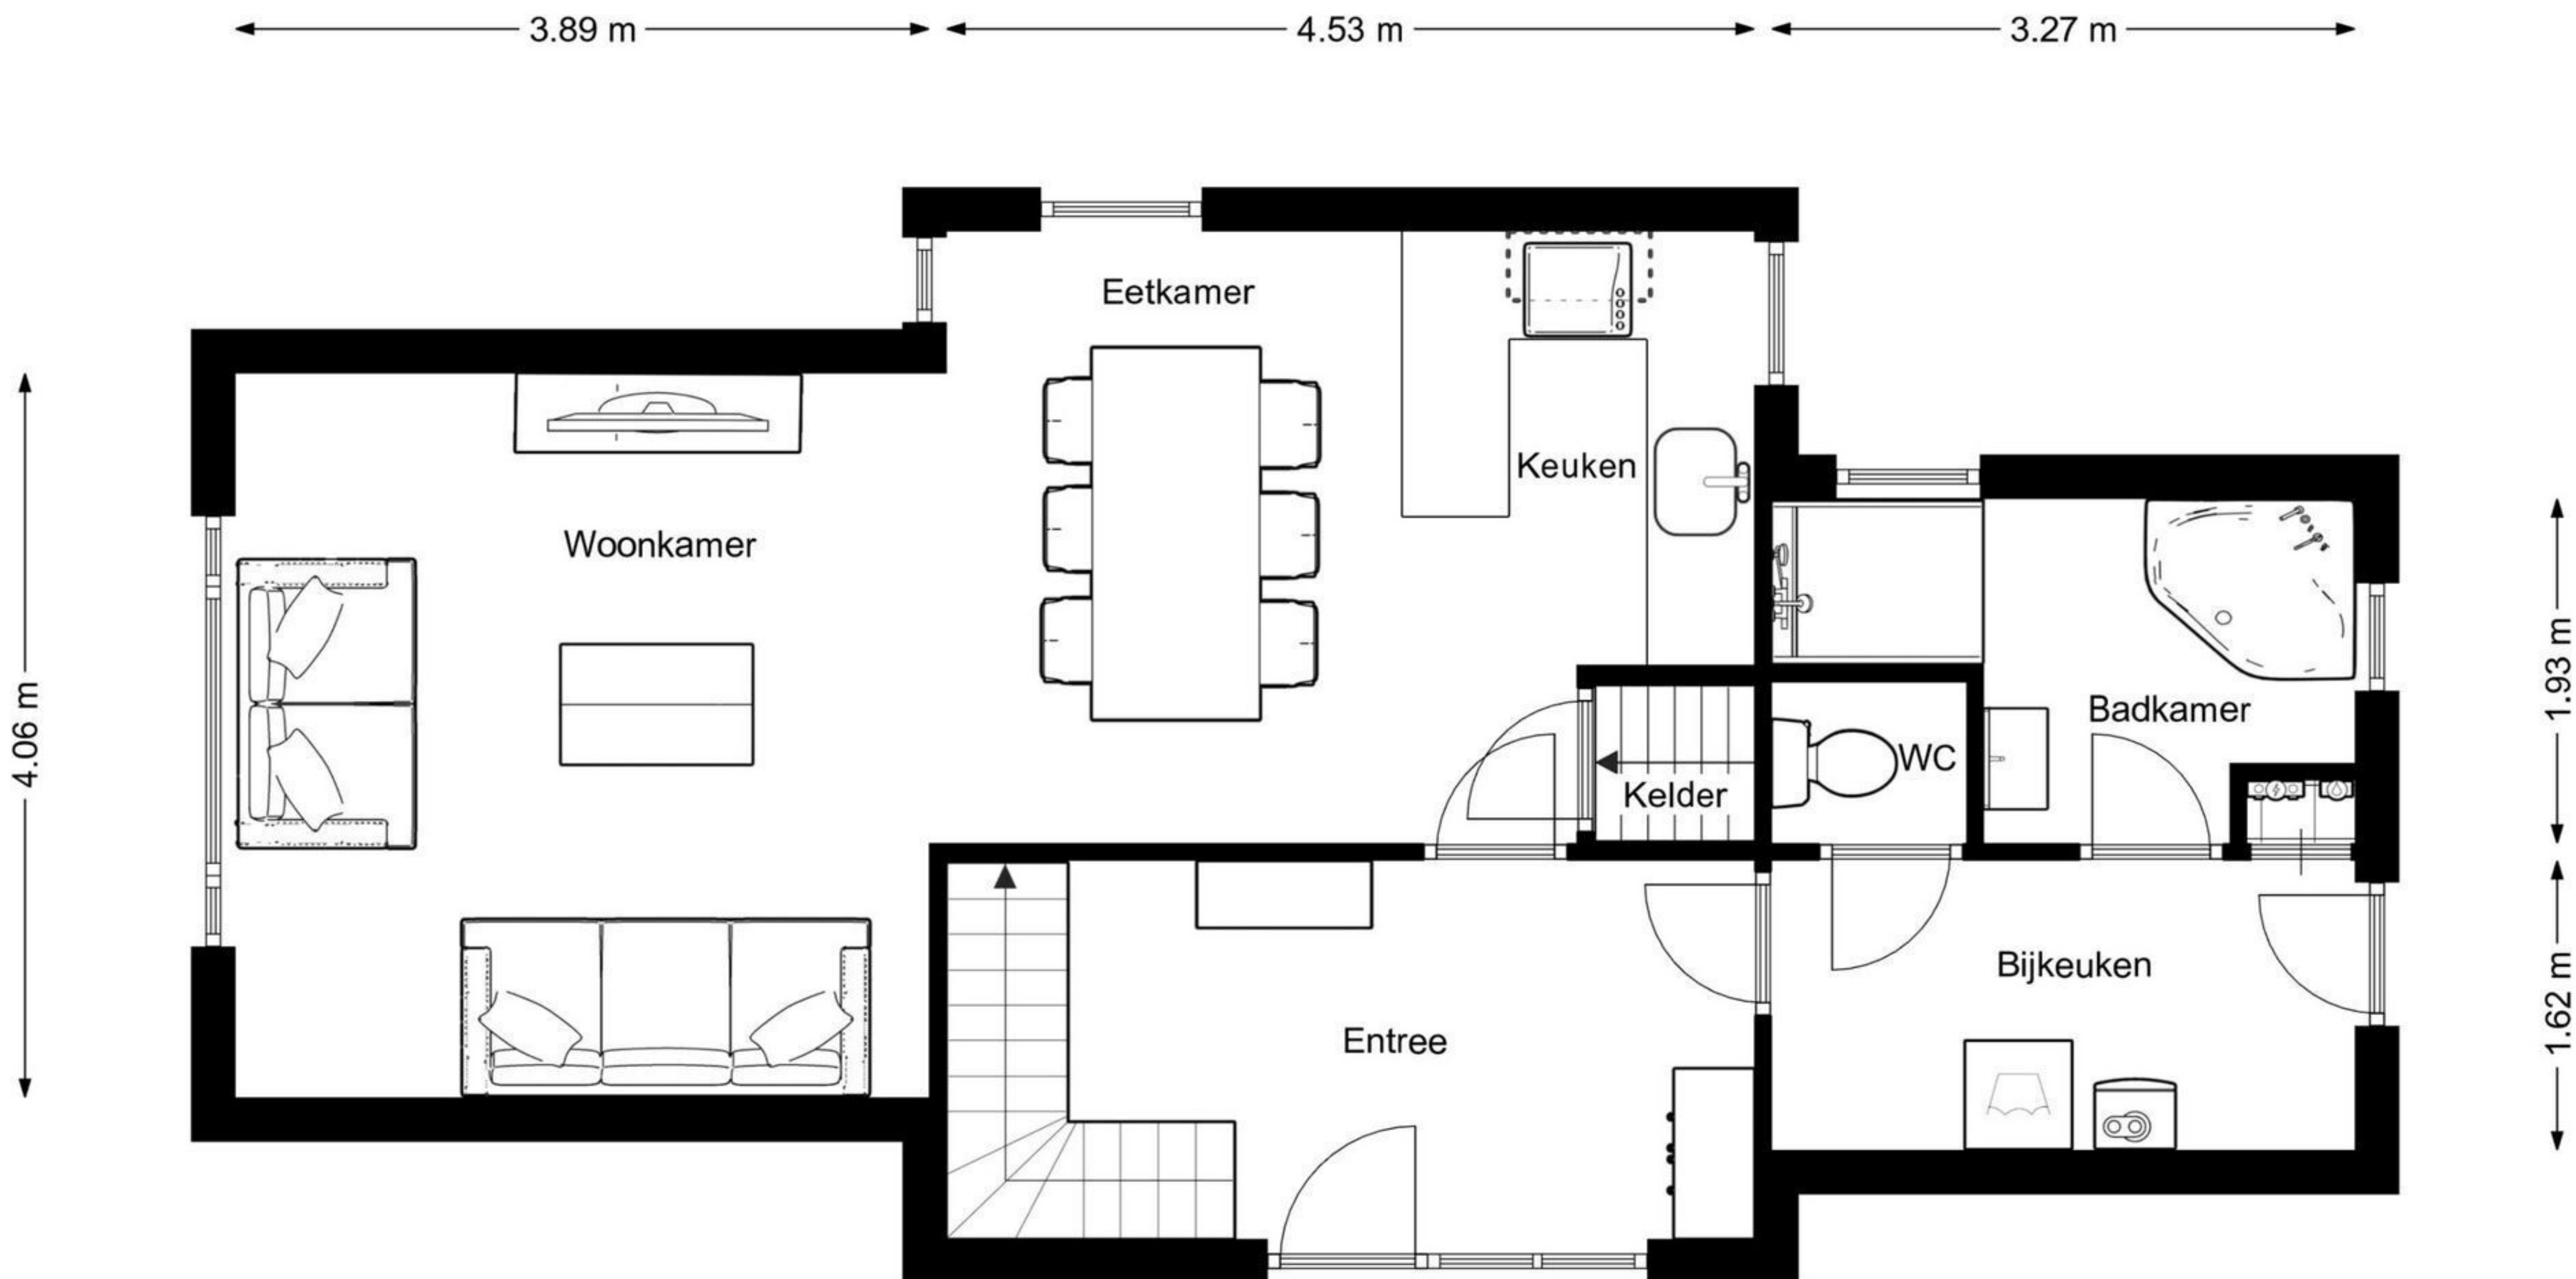 3.89 m
4.53 m
3.27 m
Eetkamer
Keuken
Woonkamer
4.06 m
1.93 m
Badkamer
WC
Kelder
Bijkeuken
1.62 m
Entree